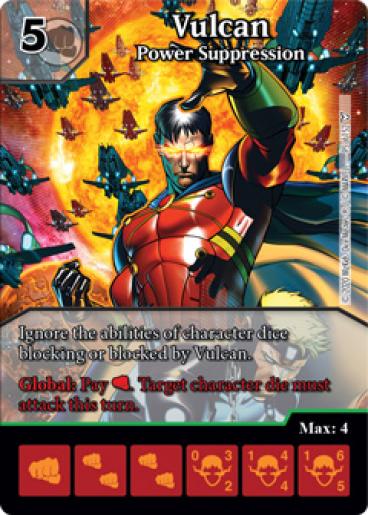 5
Vulcan
Power Suppression
Ignore the abilities of character dice
blocking or blocked by Vulcan.
Global: Pay . Target character die must
attack this turn.
Max: 4
0 3
2
1 4
4
1 6
5